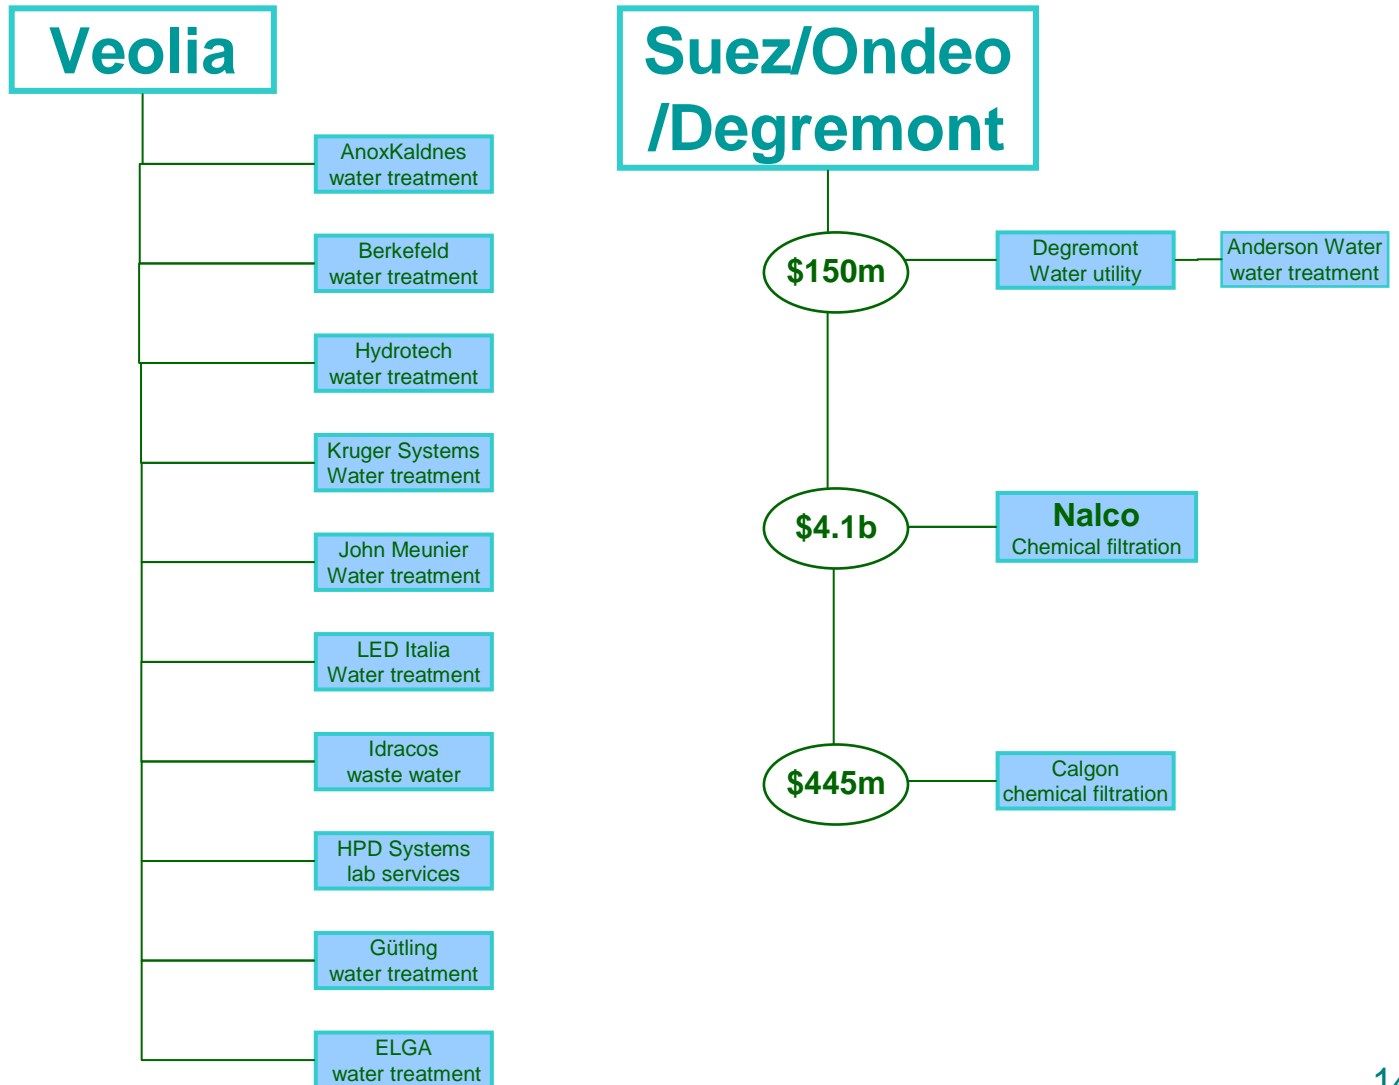 Veolia
AnoxKaldnes
water treatment
Berkefeld
water treatment
Hydrotech
water treatment
Kruger Systems
Water treatment
John Meunier
Water treatment
LED Italia
Water treatment
Idracos
waste water
HPD Systems
lab services
Gütling
water treatment
ELGA
water treatment
Suez/Ondeo
/Degremont
$150m
Degremont
Water utility
Anderson Water
water treatment
$4.1b
Nalco
Chemical filtration
$445m
Calgon
chemical filtration